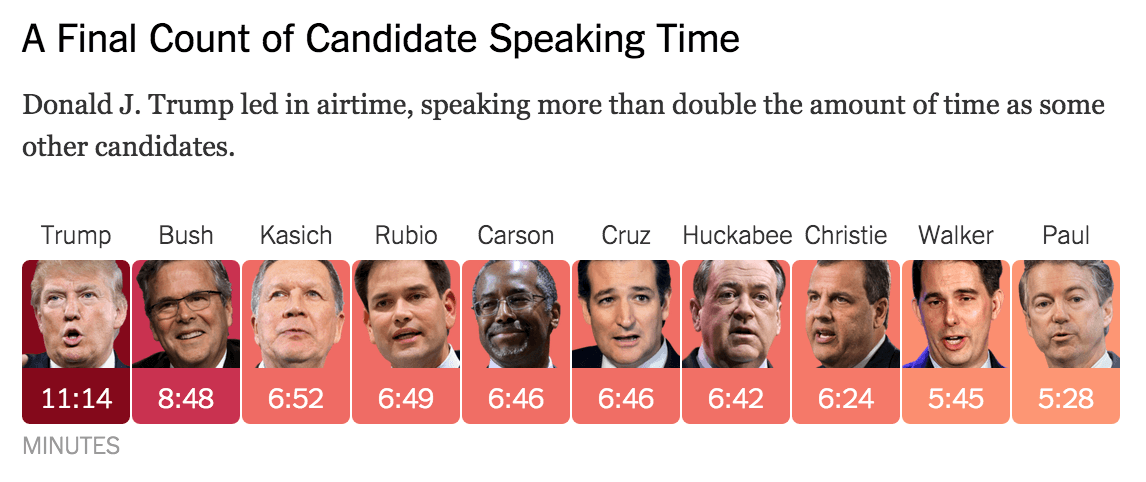 A Final Count of Candidate Speaking Time
Donald J. Trump led in airtime, speaking more than double the amount of time as some
other candidates.
Trump Bush Kasich Rubio Carson Cruz Huckabee Christie Walker Paul
11:14 8:48 6:52 6:49 6:46 6:46 6:42 6:24 5:45 5:28
MINUTES